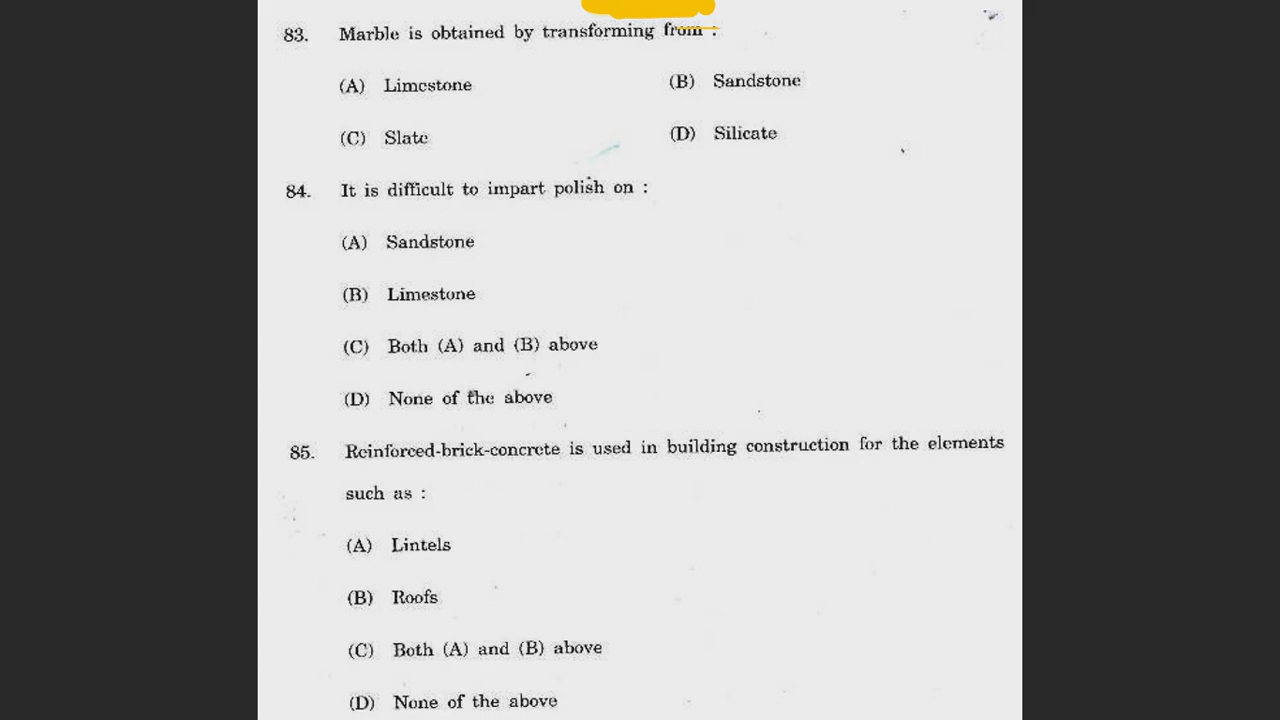 83. Marble is obtained by transforming from :
(A) Limestone (B) Sandstone
(C) Slate (D) Silicate
84. It is difficult to impart polish on :
(A) Sandstone
(B) Limestone
(C) Both (A) and (B) above
(D) None of the above
85. Reinforced-brick-concrete is used in building construction for the elements
such as :
(A) Lintels
(B) Roofs
(C) Both (A) and (B) above
(D) None of the above